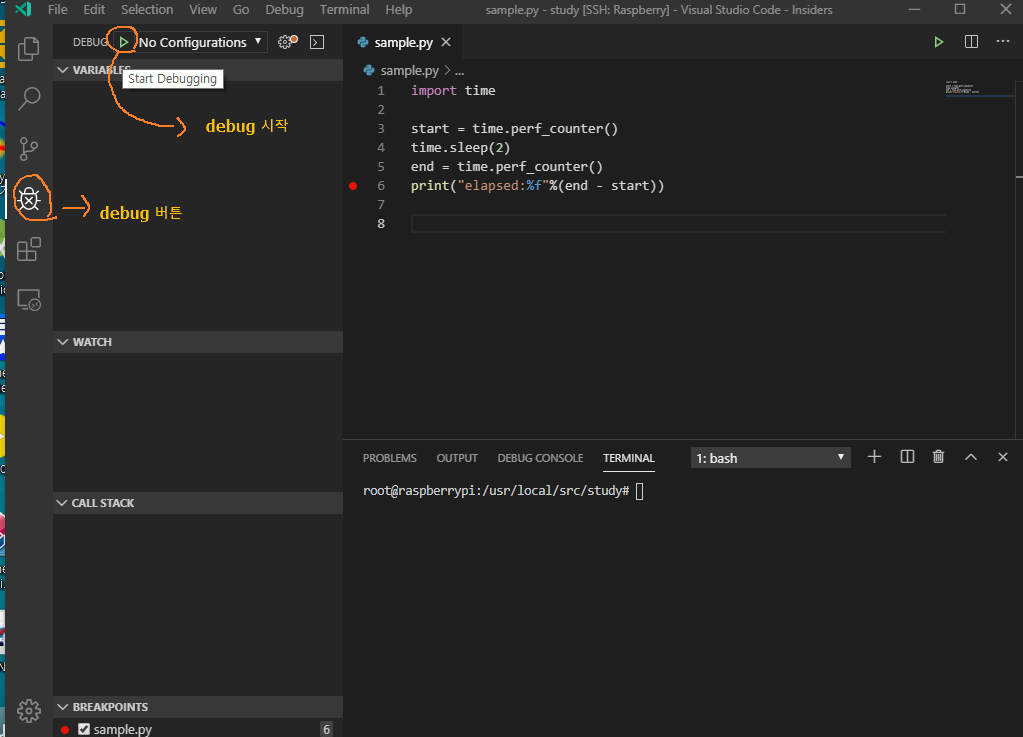 File Edit Selection View Go Debug Terminal Help
sample.py - study [SSH: Raspberry] - Visual Studio Code - Insiders
DEBUG No Configurations
VARIABLES
Start Debugging
debug 시작
debug 버튼
WATCH
CALL STACK
BREAKPOINTS
sample.py 6
sample.py
sample.py > ...
1 import time
2
3 start = time.perf_counter()
4 time.sleep(2)
5 end = time.perf_counter()
6 print("elapsed:%f"%(end - start))
7
8
PROBLEMS OUTPUT DEBUG CONSOLE TERMINAL 1: bash
root@raspberrypi:/usr/local/src/study#